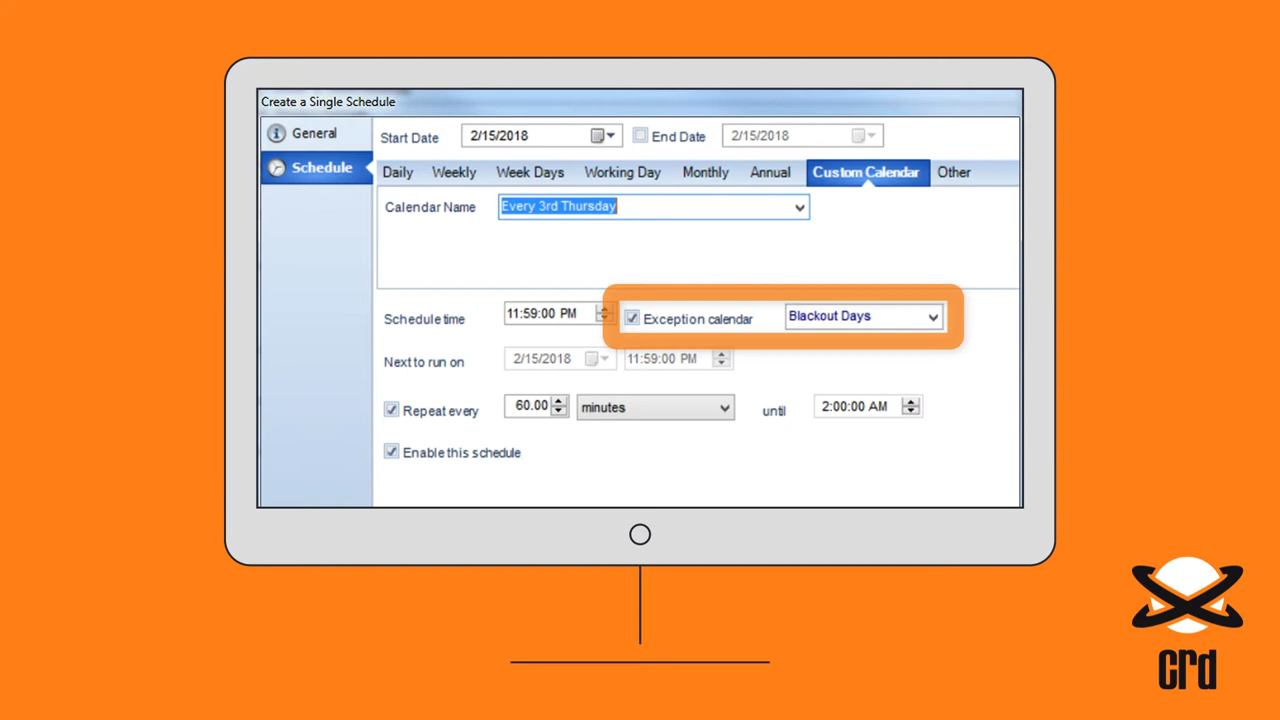 Create a Single Schedule
General
Schedule
Start Date 2/15/2018 End Date 2/15/2018
Daily Weekly Week Days Working Day Monthly Annual Custom Calendar Other
Calendar Name Every 3rd Thursday
Schedule time 11:59:00 PM Exception calendar Blackout Days
Next to run on 2/15/2018 11:59:00 PM
Repeat every 60.00 minutes until 2:00:00 AM
Enable this schedule
crd